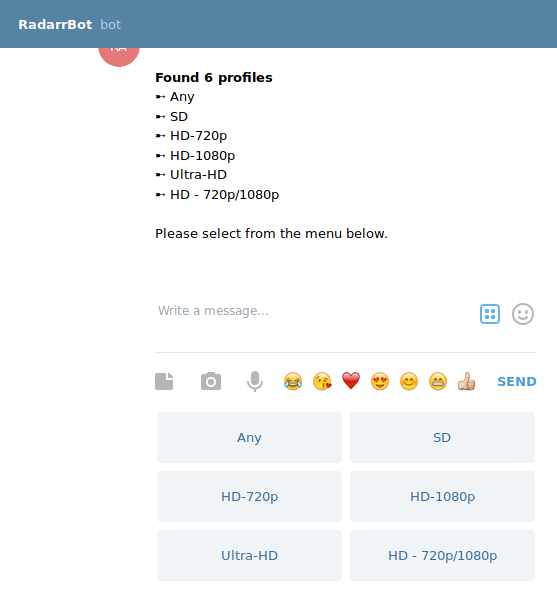 RadarrBot bot
Found 6 profiles
➸ Any
➸ SD
➸ HD-720p
➸ HD-1080p
➸ Ultra-HD
➸ HD - 720p/1080p
Please select from the menu below.
Write a message...
SEND
Any SD
HD-720p HD-1080p
Ultra-HD HD - 720p/1080p